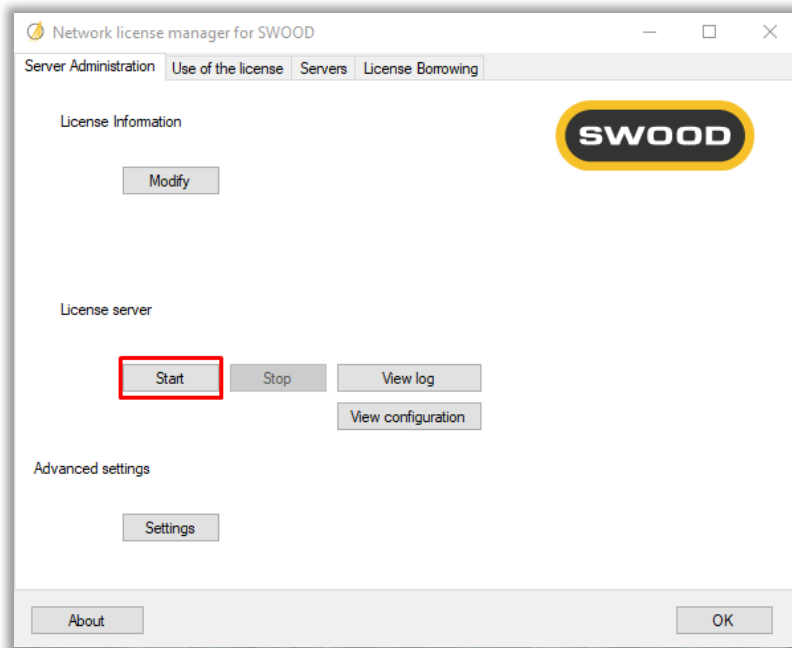 Network license manager for SWOOD
Server Administration Use of the license Servers License Borrowing
License Information
SWOOD
Modify
License server
Start Stop View log
View configuration
Advanced settings
Settings
About OK